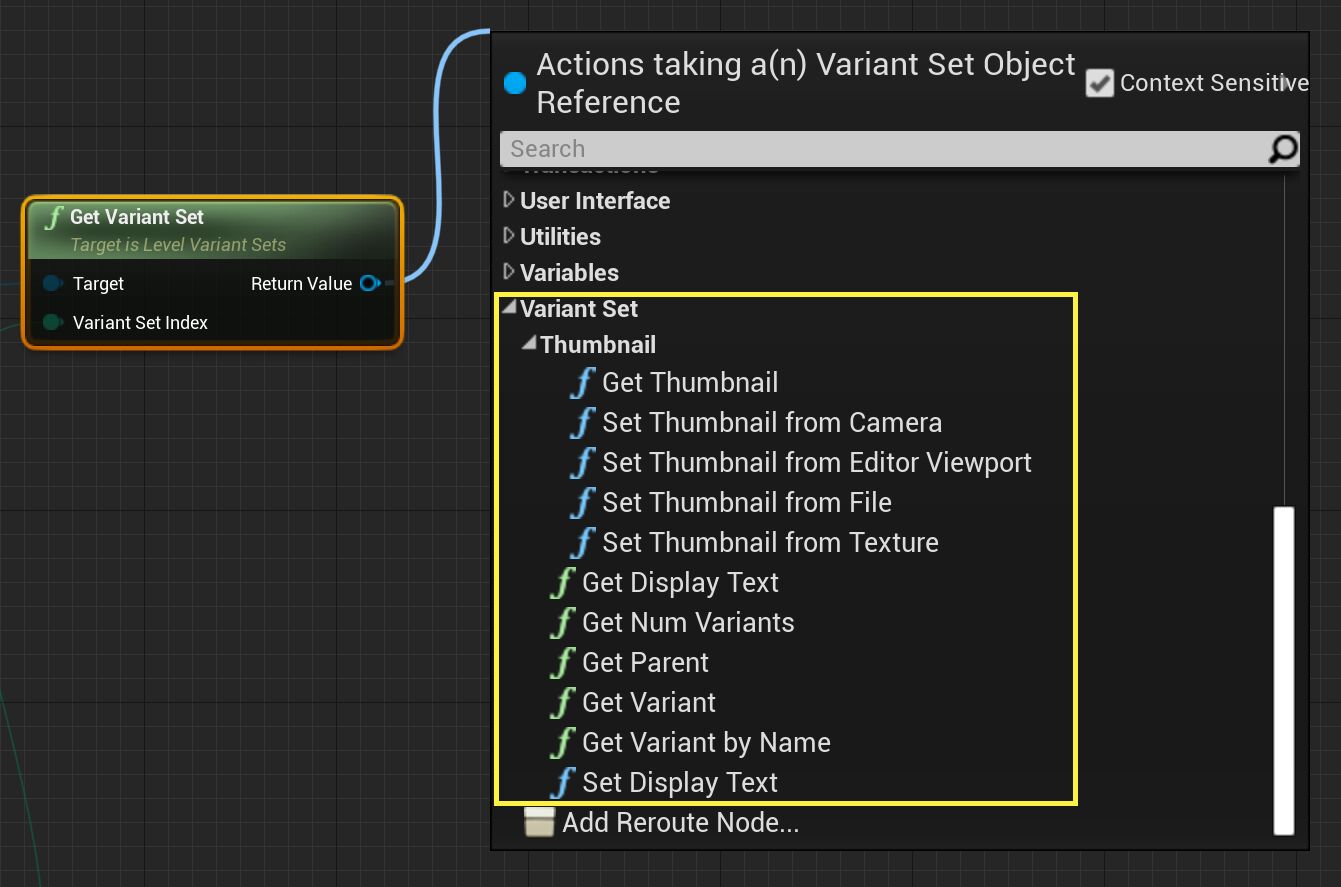 Get Variant Set
Target is Level Variant Sets
Target
Return Value
Variant Set Index
Actions taking a(n) Variant Set Object
Reference
Context Sensitive
Search
User Interface
Utilities
Variables
Variant Set
Thumbnail
Get Thumbnail
Set Thumbnail from Camera
Set Thumbnail from Editor Viewport
Set Thumbnail from File
Set Thumbnail from Texture
Get Display Text
Get Num Variants
Get Parent
Get Variant
Get Variant by Name
Set Display Text
Add Reroute Node...